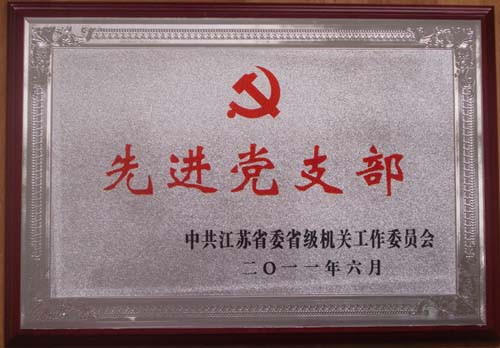 先进党支部
中共江苏省委省级机关工作委员会
二〇一一年六月